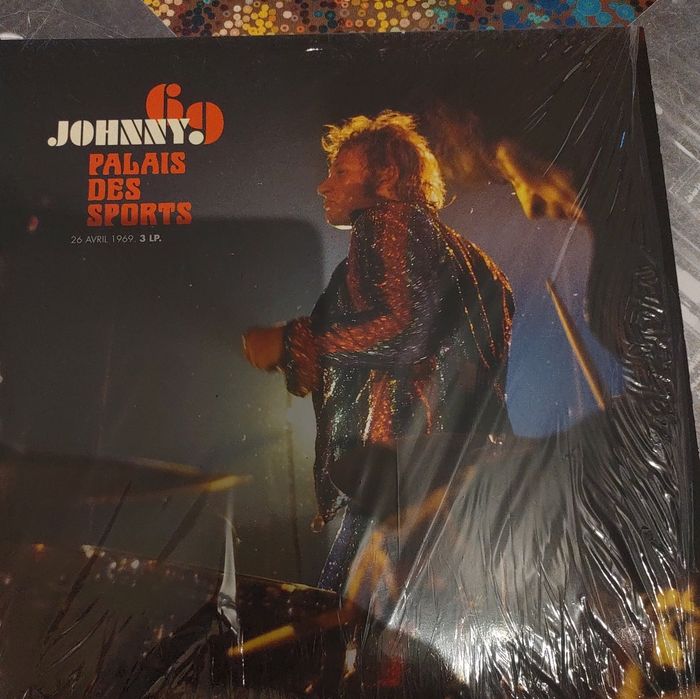 JOHNNY. 69
PALAIS
DES
SPORTS
26 AVRIL 1969. 3 LP.